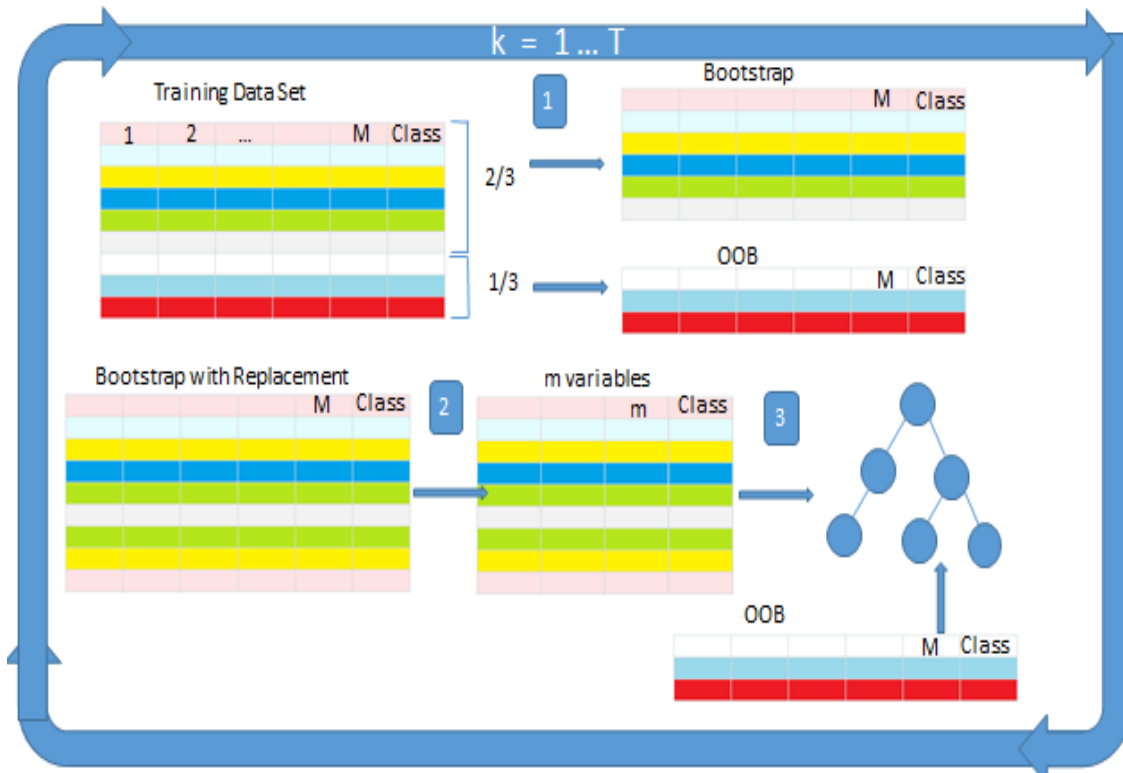 k = 1 ... T
Training Data Set
1
Bootstrap
1 2 ... M Class
M Class
2/3
OOB
1/3
M Class
Bootstrap with Replacement
2
m variables
3
M Class
m Class
OOB
M Class